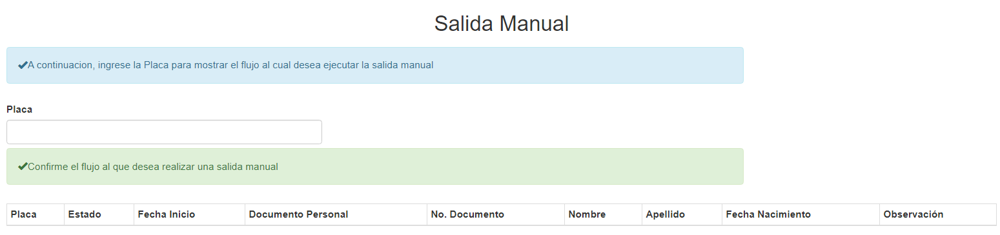 Salida Manual
A continuacion, ingrese la Placa para mostrar el flujo al cual desea ejecutar la salida manual
Placa
Confirme el flujo al que desea realizar una salida manual
Placa Estado Fecha Inicio Documento Personal No. Documento Nombre Apellido Fecha Nacimiento Observación